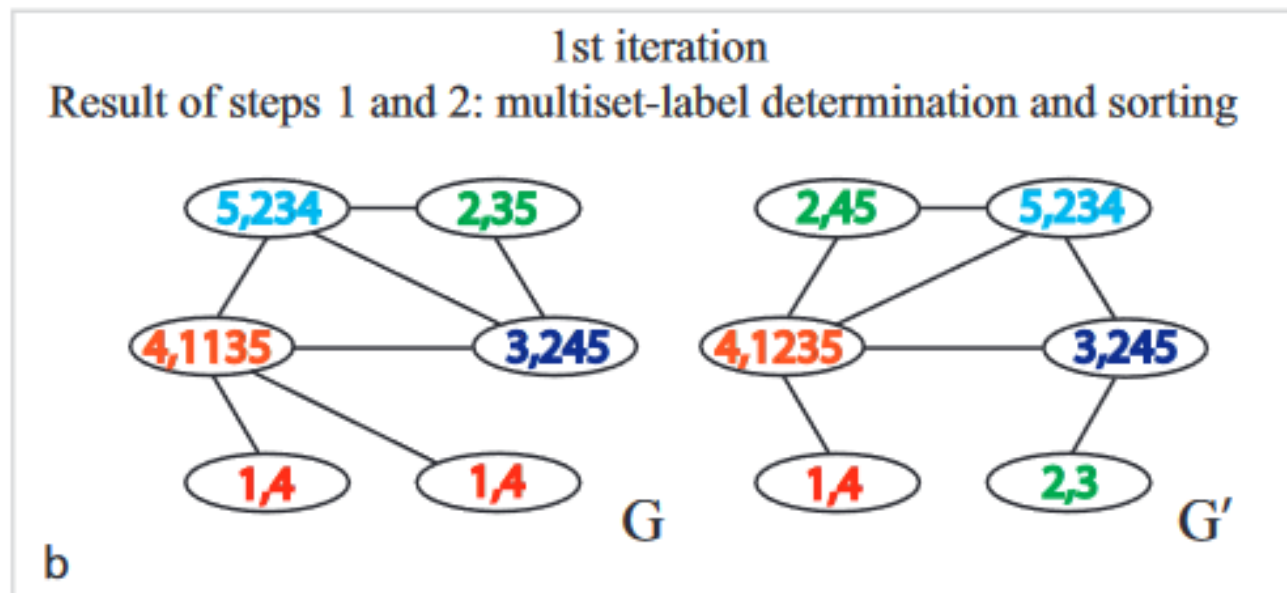 1st iteration
Result of steps 1 and 2: multiset-label determination and sorting
5,234 2,35 2,45 5,234
4,1135 3,245 4,1235 3,245
1,4 1,4 1,4 2,3
G G′
b